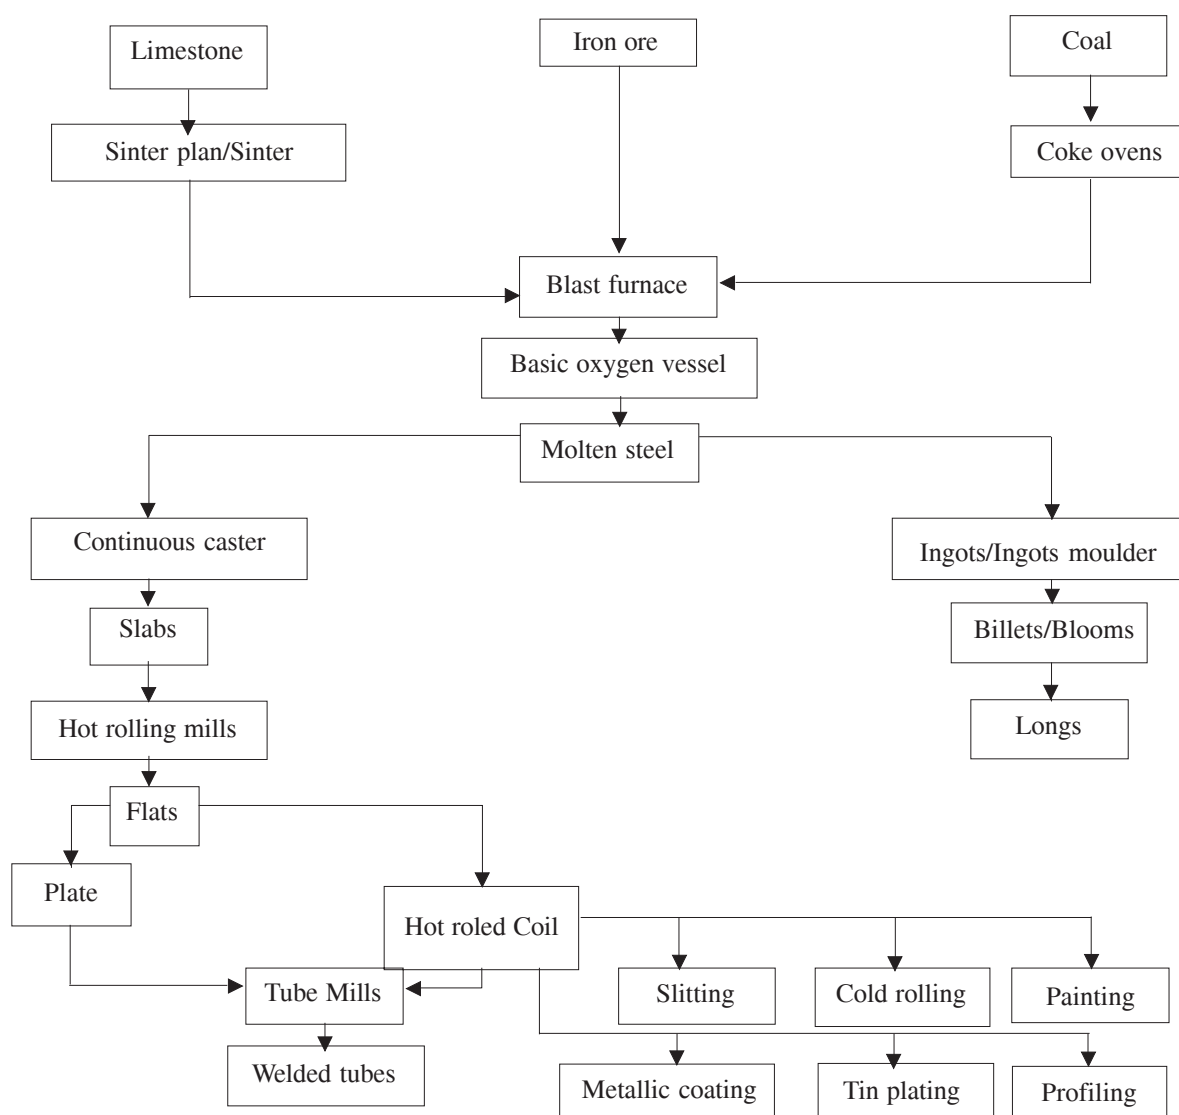 Limestone
Iron ore
Coal
Sinter plan/Sinter
Coke ovens
Blast furnace
Basic oxygen vessel
Molten steel
Continuous caster
Ingots/Ingots moulder
Slabs
Billets/Blooms
Hot rolling mills
Longs
Flats
Plate
Hot roled Coil
Tube Mills
Slitting
Cold rolling
Painting
Welded tubes
Metallic coating
Tin plating
Profiling